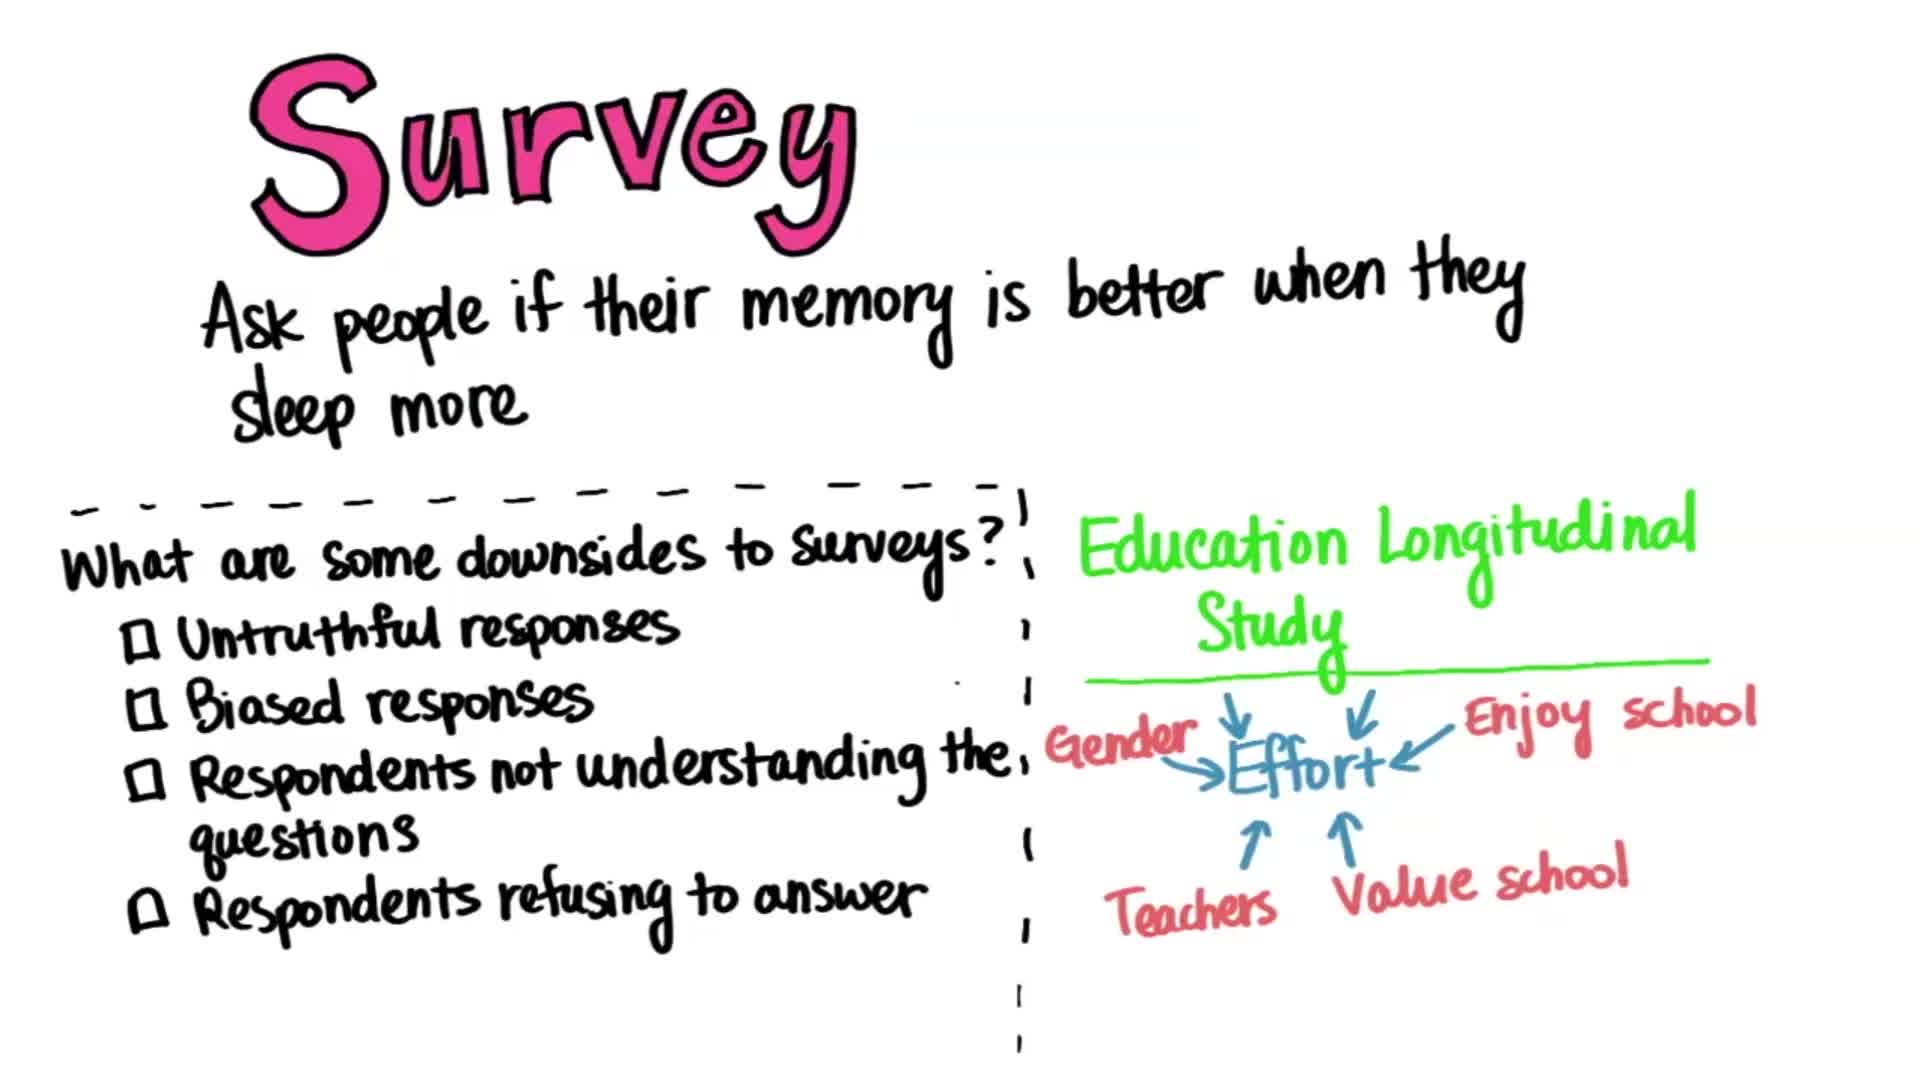 Survey
Ask people if their memory is better when they
sleep more
What are some downsides to surveys?
Untruthful responses
Biased responses
Respondents not understanding the
questions
Respondents refusing to answer
Education Longitudinal
Study
Gender
Effort
Enjoy school
Teachers
Value school